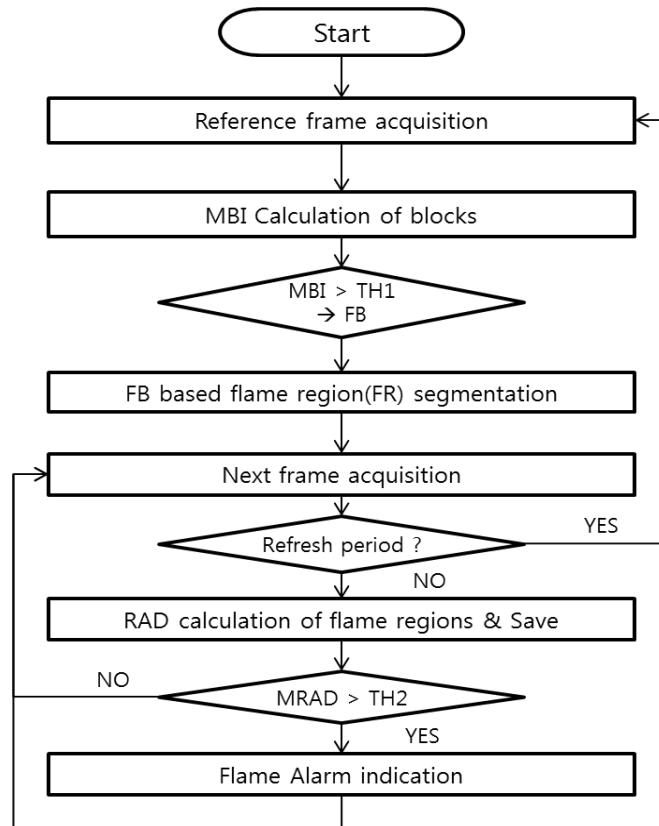 Start
Reference frame acquisition
MBI Calculation of blocks
MBI > TH1
→ FB
FB based flame region(FR) segmentation
Next frame acquisition
Refresh period ?
YES
NO
RAD calculation of flame regions & Save
NO
MRAD > TH2
YES
Flame Alarm indication